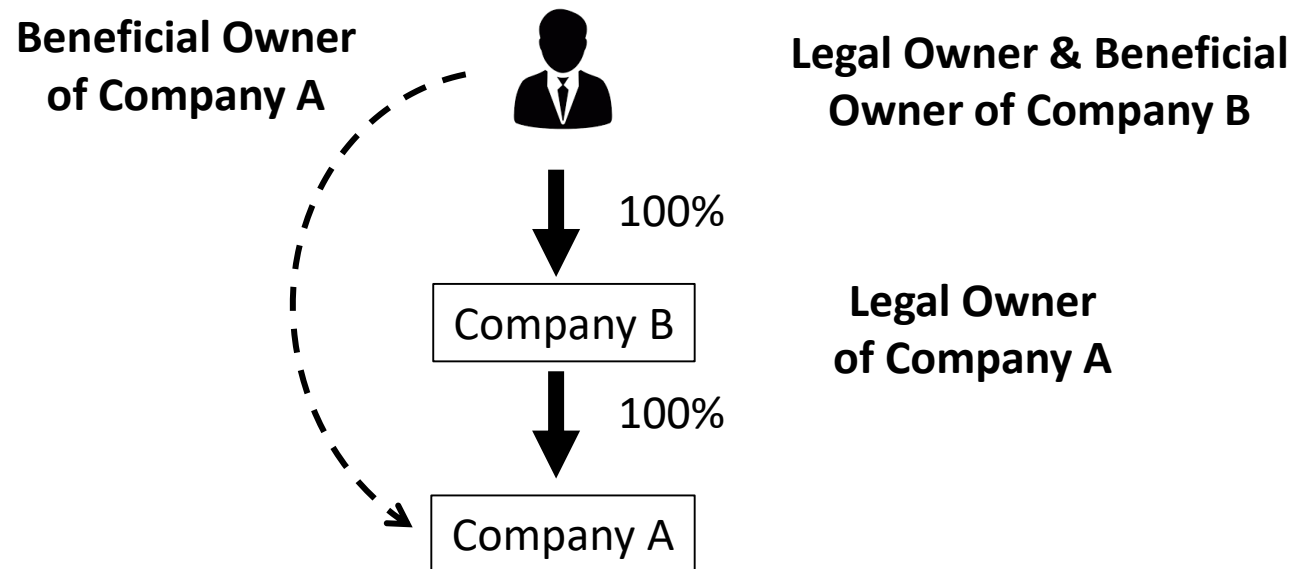 Beneficial Owner
of Company A
Legal Owner & Beneficial
Owner of Company B
100%
Company B
Legal Owner
of Company A
100%
Company A